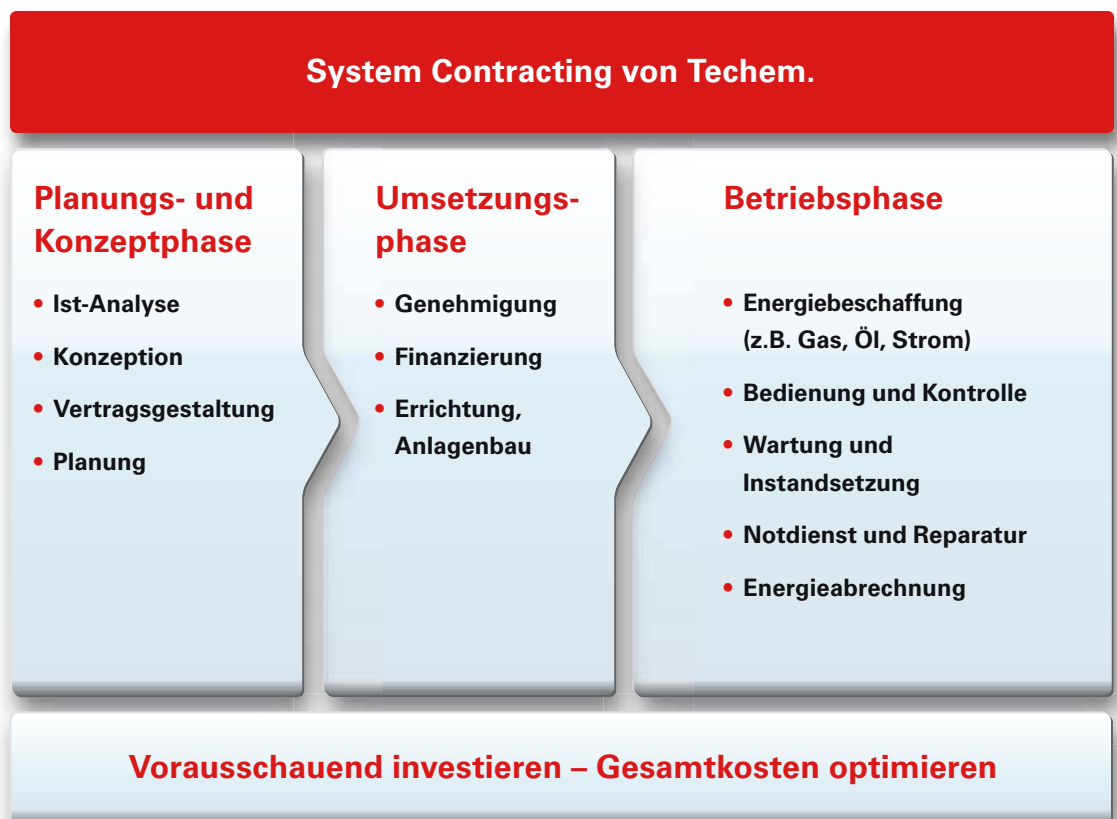 System Contracting von Techem.
Planungs- und
Konzeptphase
• Ist-Analyse
• Konzeption
• Vertragsgestaltung
• Planung
Umsetzungs-
phase
• Genehmigung
• Finanzierung
• Errichtung,
Anlagenbau
Betriebsphase
• Energiebeschaffung
(z.B. Gas, Öl, Strom)
• Bedienung und Kontrolle
• Wartung und
Instandsetzung
• Notdienst und Reparatur
• Energieabrechnung
Vorausschauend investieren – Gesamtkosten optimieren